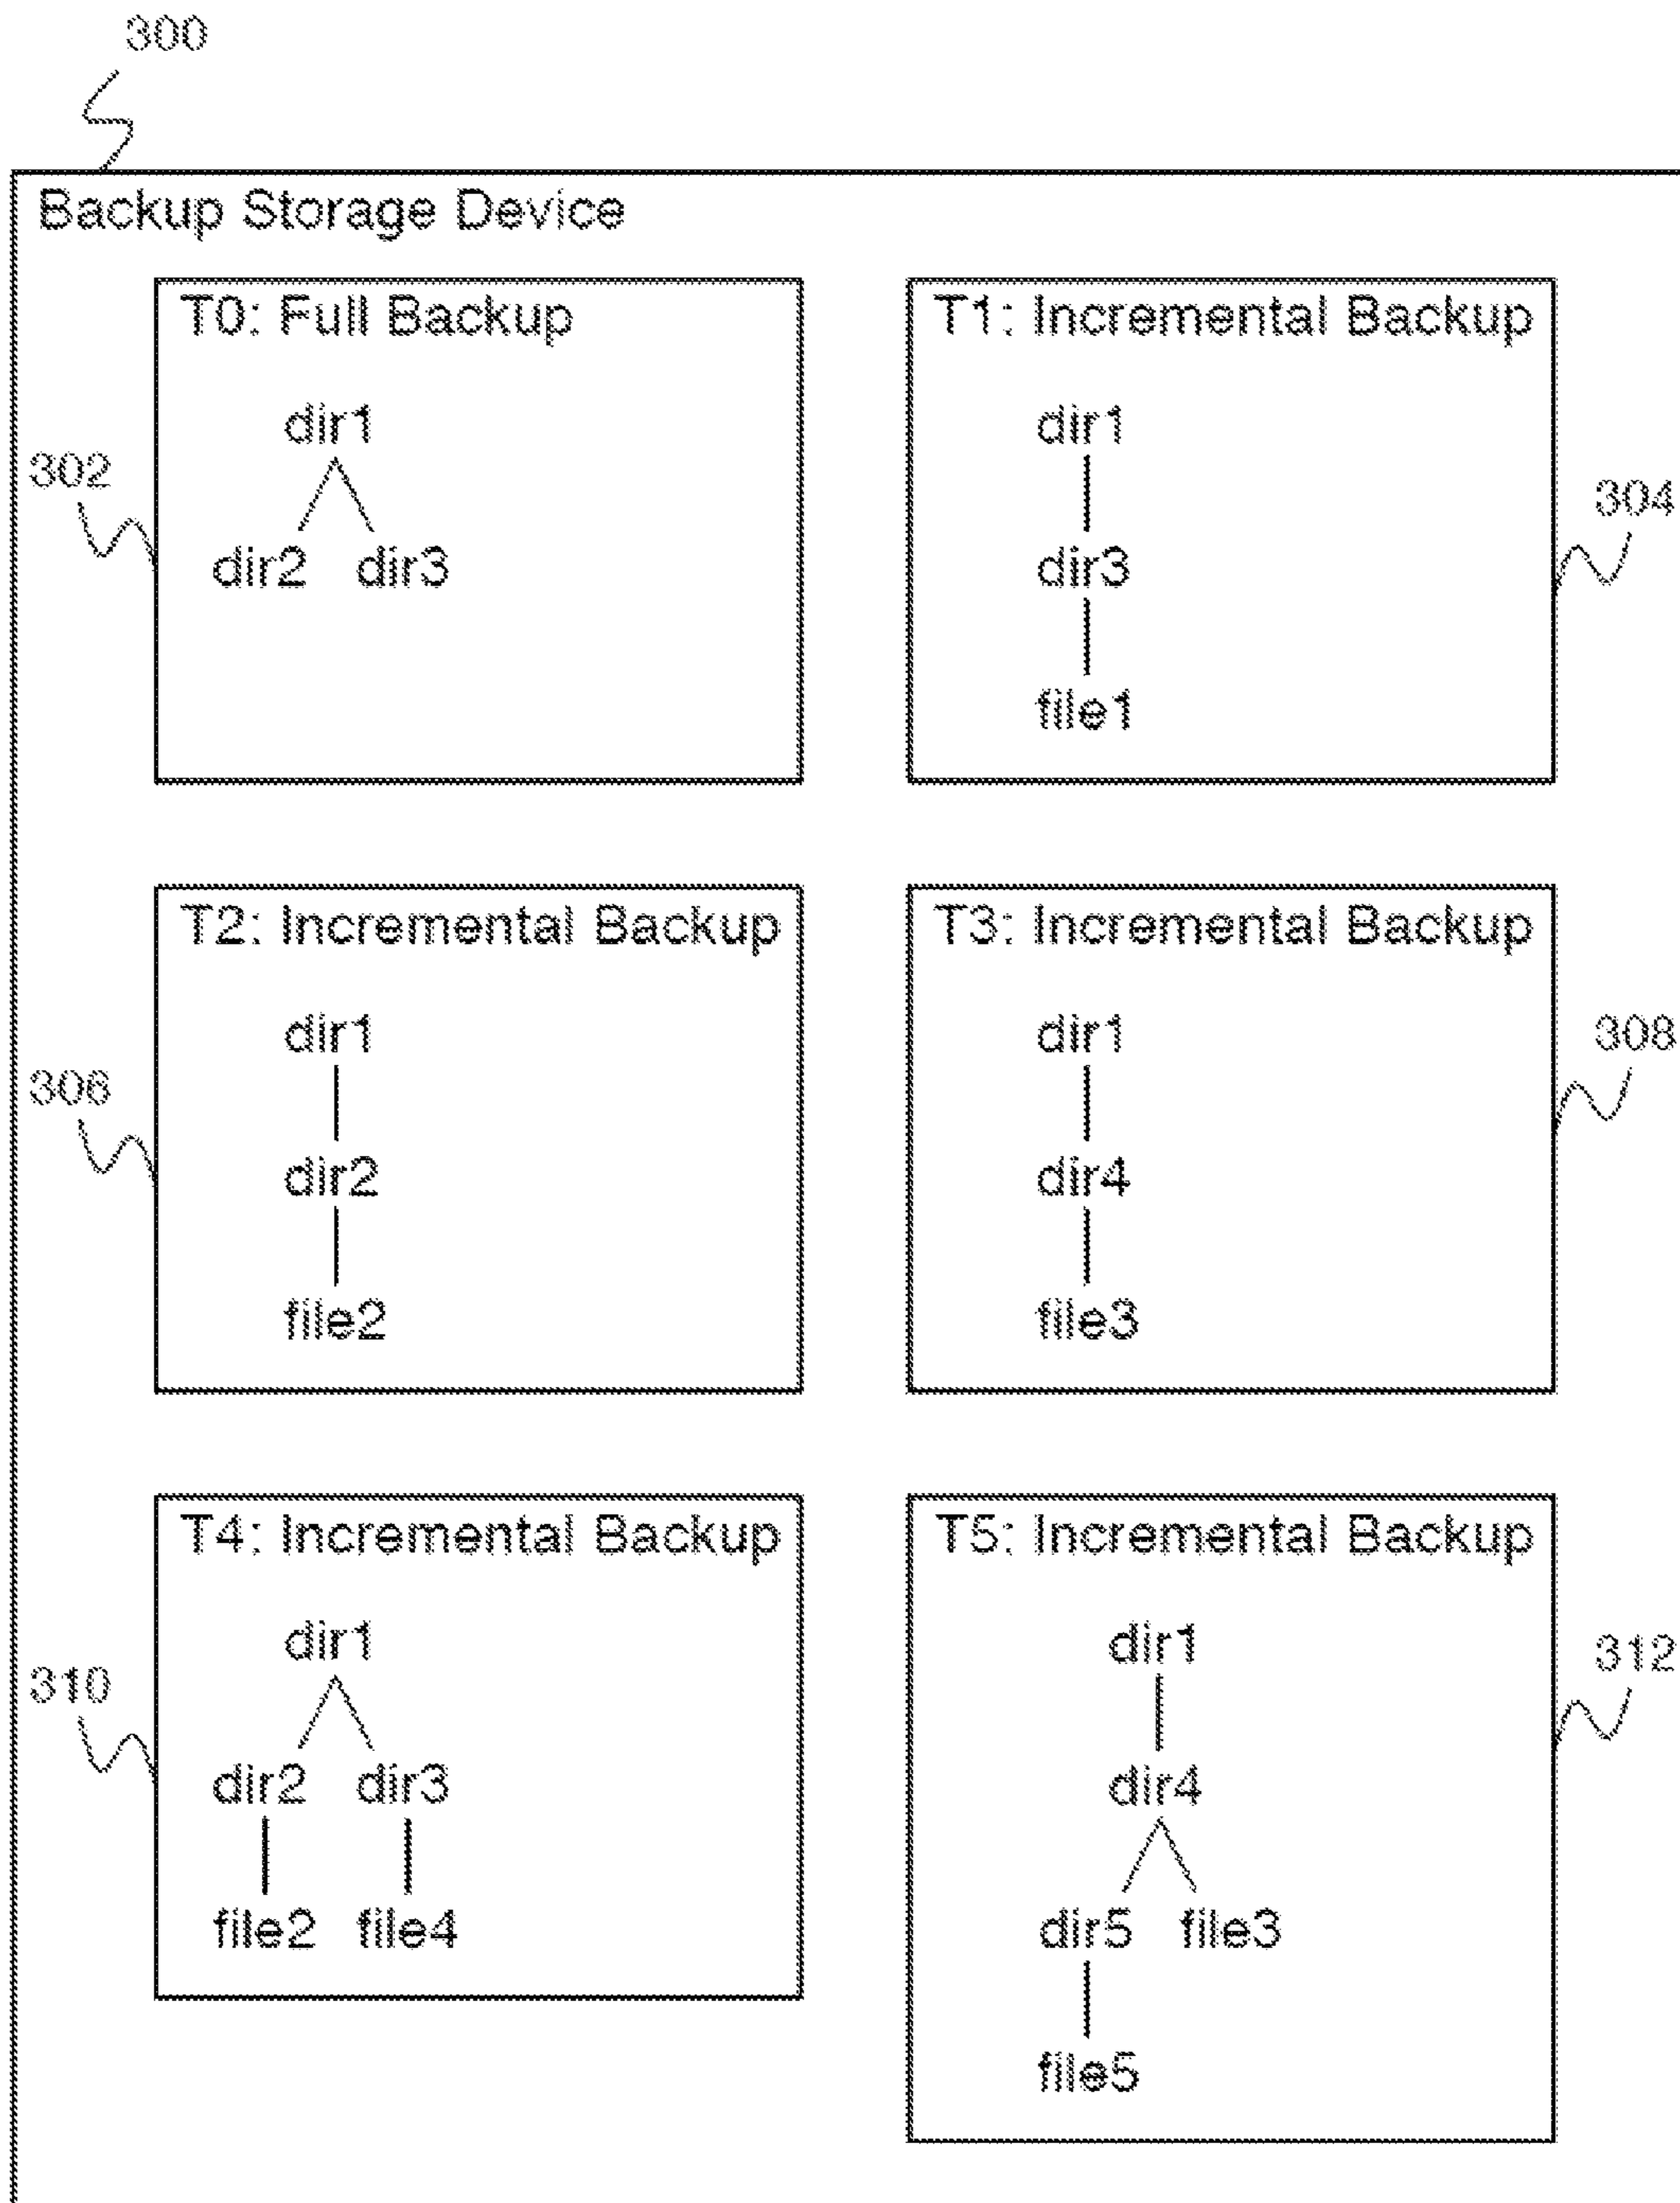 300
Backup Storage Device
T0: Full Backup
T1: Incremental Backup
dir1
dir1
302
304
dir2 dir3
dir3
file1
T2: Incremental Backup
T3: Incremental Backup
dir1
dir1
306
308
dir2
dir4
file2
file3
T4: Incremental Backup
T5: Incremental Backup
dir1
dir1
310
312
dir2 dir3
dir4
file2 file4
dir5 file3
file5